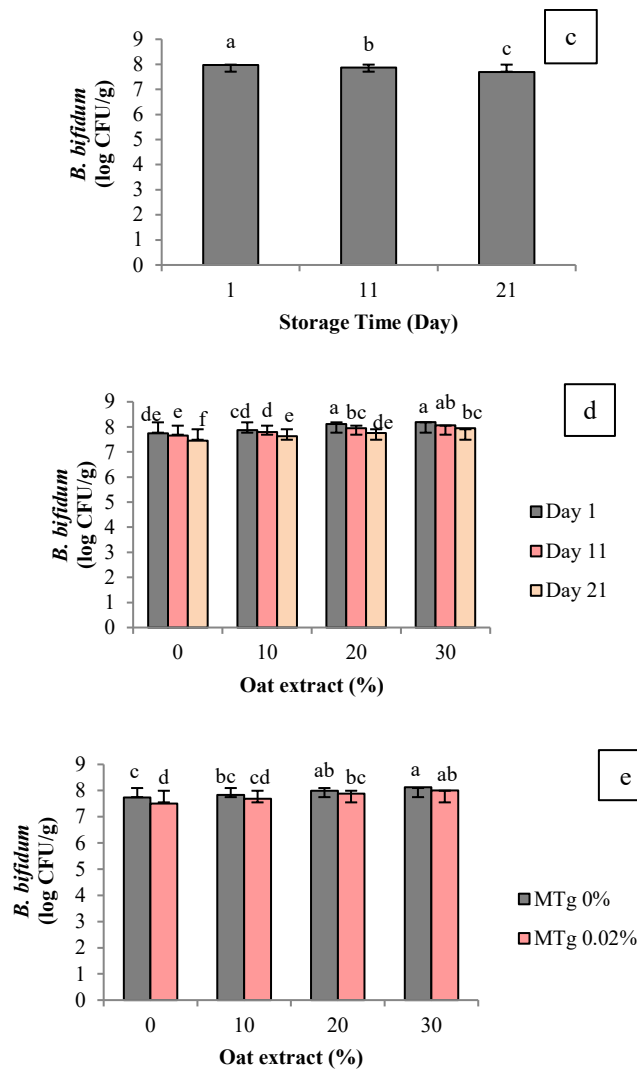 c
a b c
9
8
7
6
5
4
3
2
1
0
B. bifidum
(log CFU/g)
1 11 21
Storage Time (Day)
d
de e f cd d e a bc de a ab bc
9
8
7
6
5
4
3
2
1
0
B. bifidum
(log CFU/g)
Day 1
Day 11
Day 21
0 10 20 30
Oat extract (%)
e
c d bc cd ab bc a ab
9
8
7
6
5
4
3
2
1
0
B. bifidum
(log CFU/g)
MTg 0%
MTg 0.02%
0 10 20 30
Oat extract (%)